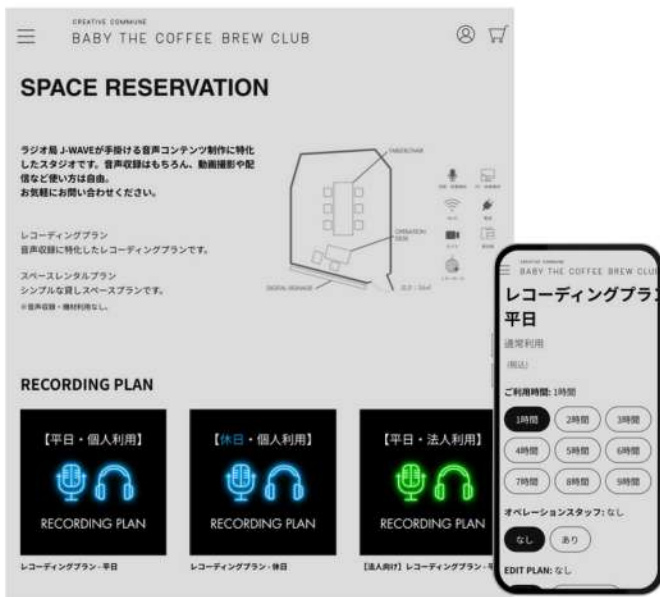 CREATIVE COMMUNE
BABY THE COFFEE BREW CLUB
SPACE RESERVATION
ラジオ局 J-WAVEが手掛ける音声コンテンツ制作に特化
したスタジオです。音声収録はもちろん、動画撮影や配
信など使い方は自由。
お気軽にお問い合わせください。
レコーディングプラン
音声収録に特化したレコーディングプランです。
スペースレンタルプラン
シンプルな貸しスペースプランです。
※音声収録・機材利用なし。
TABLE/CHAIR
OPERATION
DESK
DIGITAL SIGNAGE
Wi-Fi
電源
RECORDING PLAN
【平日・個人利用】
RECORDING PLAN
レコーディングプラン - 平日
【休日・個人利用】
RECORDING PLAN
レコーディングプラン - 休日
【平日・法人利用】
RECORDING PLAN
【法人向け】レコーディングプラン - 平
CREATIVE COMMUNE
BABY THE COFFEE BREW CLU
レコーディングプラン
平日
通常利用
(税込)
ご利用時間: 1時間
1時間
2時間
3時間
4時間
5時間
6時間
7時間
8時間
9時間
オペレーションスタッフ: なし
なし
あり
EDIT PLAN: なし